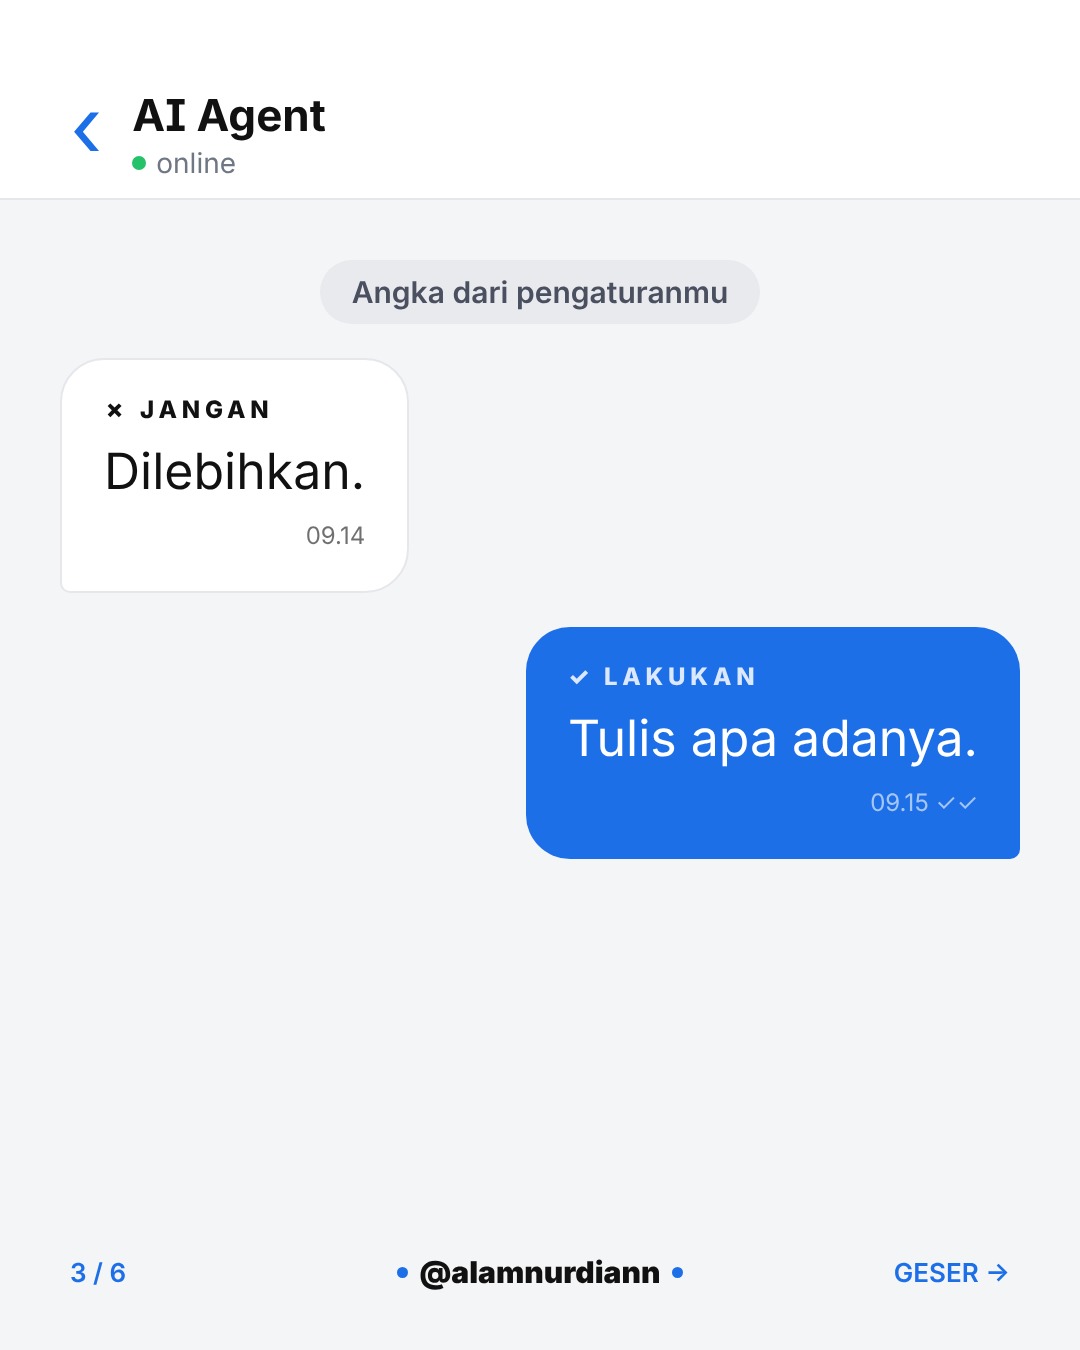 AI Agent
online
Angka dari pengaturanmu
× JANGAN
Dilebihkan.
09.14
✓ LAKUKAN
Tulis apa adanya.
09.15 ✓✓
3 / 6
• @alamnurdiann •
GESER →